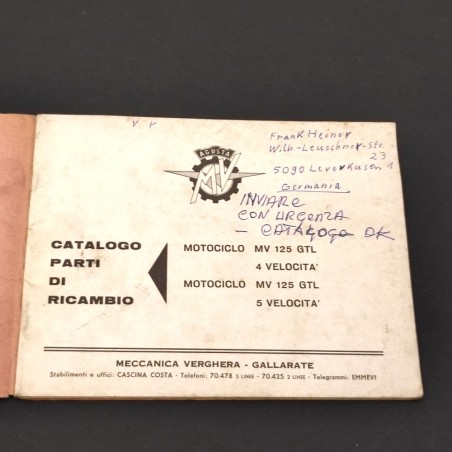 Frank Heiner
Wilh.-Leuschner-Str.
23
5090 Leverkusen 1
Germania
INVIARE
CON URGENZA
- CATALOGO OK
AGUSTA
MV
CATALOGO
PARTI
DI
RICAMBIO
MOTOCICLO MV 125 GTL
4 VELOCITA'
MOTOCICLO MV 125 GTL
5 VELOCITA'
MECCANICA VERGHERA - GALLARATE
Stabilimenti e uffici: CASCINA COSTA - Telefoni: 70.478 5 LINEE - 70.425 2 LINEE - Telegrammi: EMMEVI